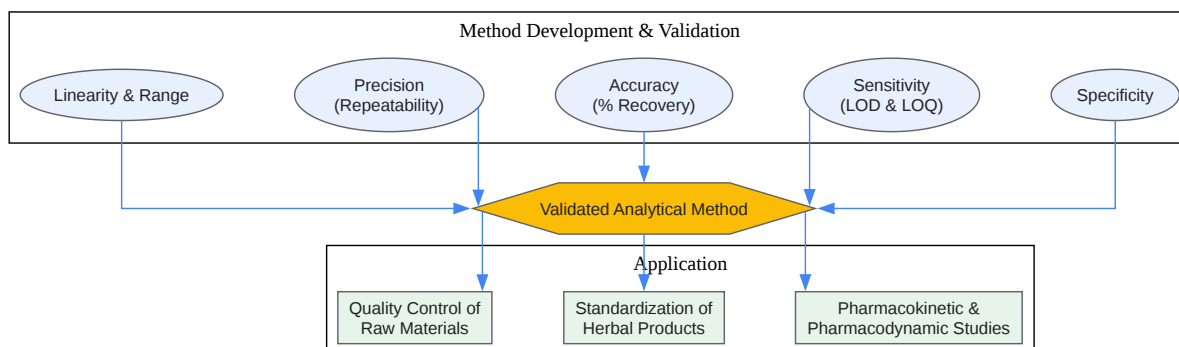 Method Development & Validation
Linearity & Range
Precision
(Repeatability)
Accuracy
(% Recovery)
Sensitivity
(LOD & LOQ)
Specificity
Validated Analytical Method
Application
Quality Control of
Raw Materials
Standardization of
Herbal Products
Pharmacokinetic &
Pharmacodynamic Studies